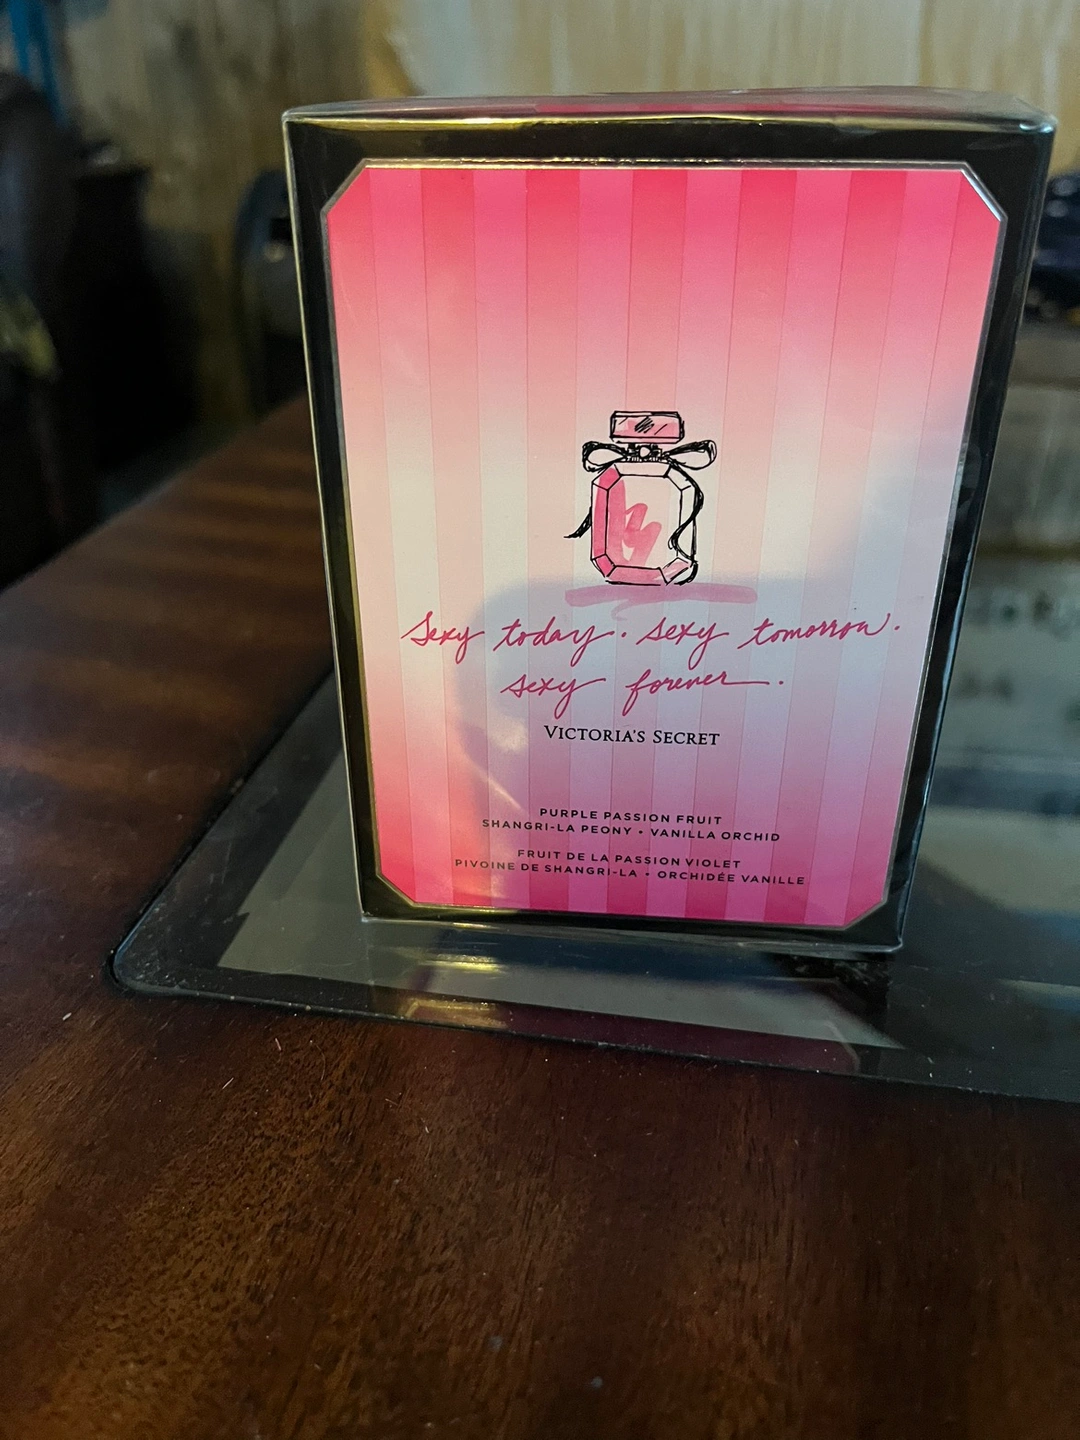 Sexy today. Sexy tomorrow.
Sexy forever.
VICTORIA'S SECRET
PURPLE PASSION FRUIT
SHANGRI-LA PEONY • VANILLA ORCHID
FRUIT DE LA PASSION VIOLET
PIVOINE DE SHANGRI-LA • ORCHIDÉE VANILLE